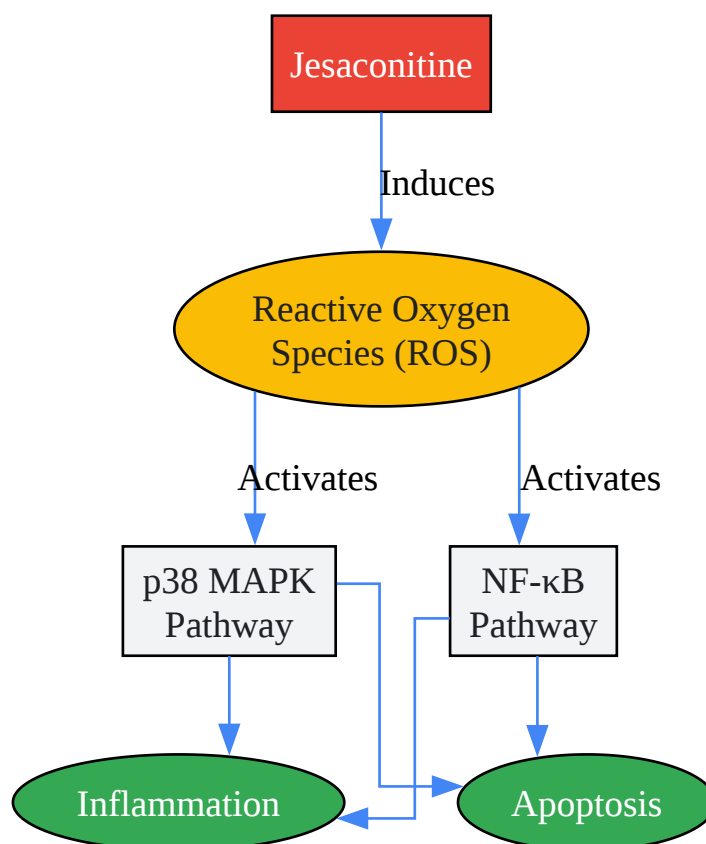 Jesaconitine
Induces
Reactive Oxygen
Species (ROS)
Activates
Activates
p38 MAPK
Pathway
NF-κB
Pathway
Inflammation
Apoptosis